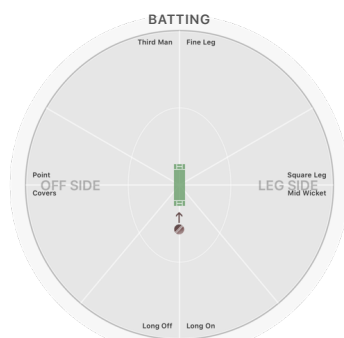 BATTING
Third Man Fine Leg
Point Square Leg
OFF SIDE LEG SIDE
Covers Mid Wicket
Long Off Long On